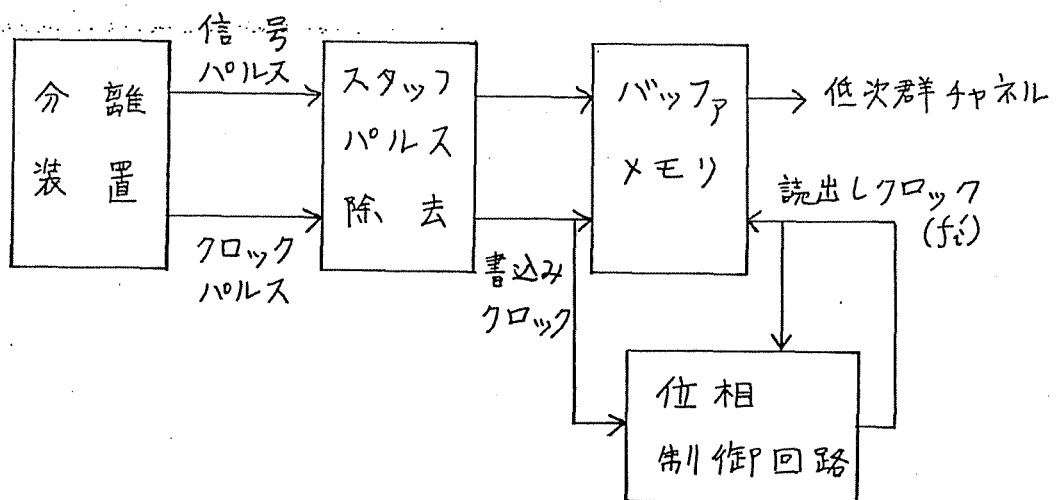 分離
装置
信号
パルス
クロック
パルス
スタッフ
パルス
除去
書込み
クロック
バッファ
メモリ
低次群チャネル
読出しクロック
(fi′)
位相
制御回路